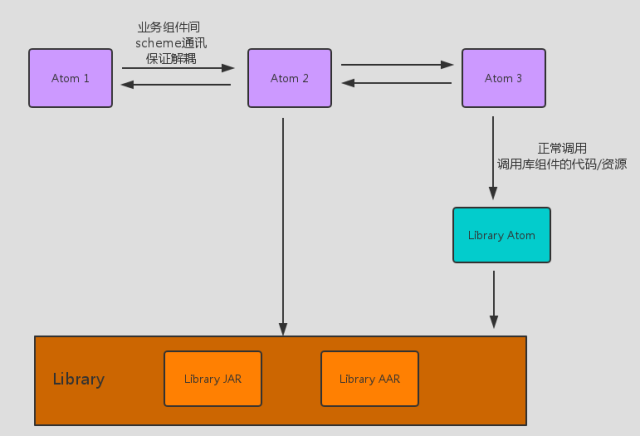 业务组件间
scheme通讯
保证解耦
Atom 1
Atom 2
Atom 3
正常调用
调用库组件的代码/资源
Library Atom
Library
Library JAR
Library AAR